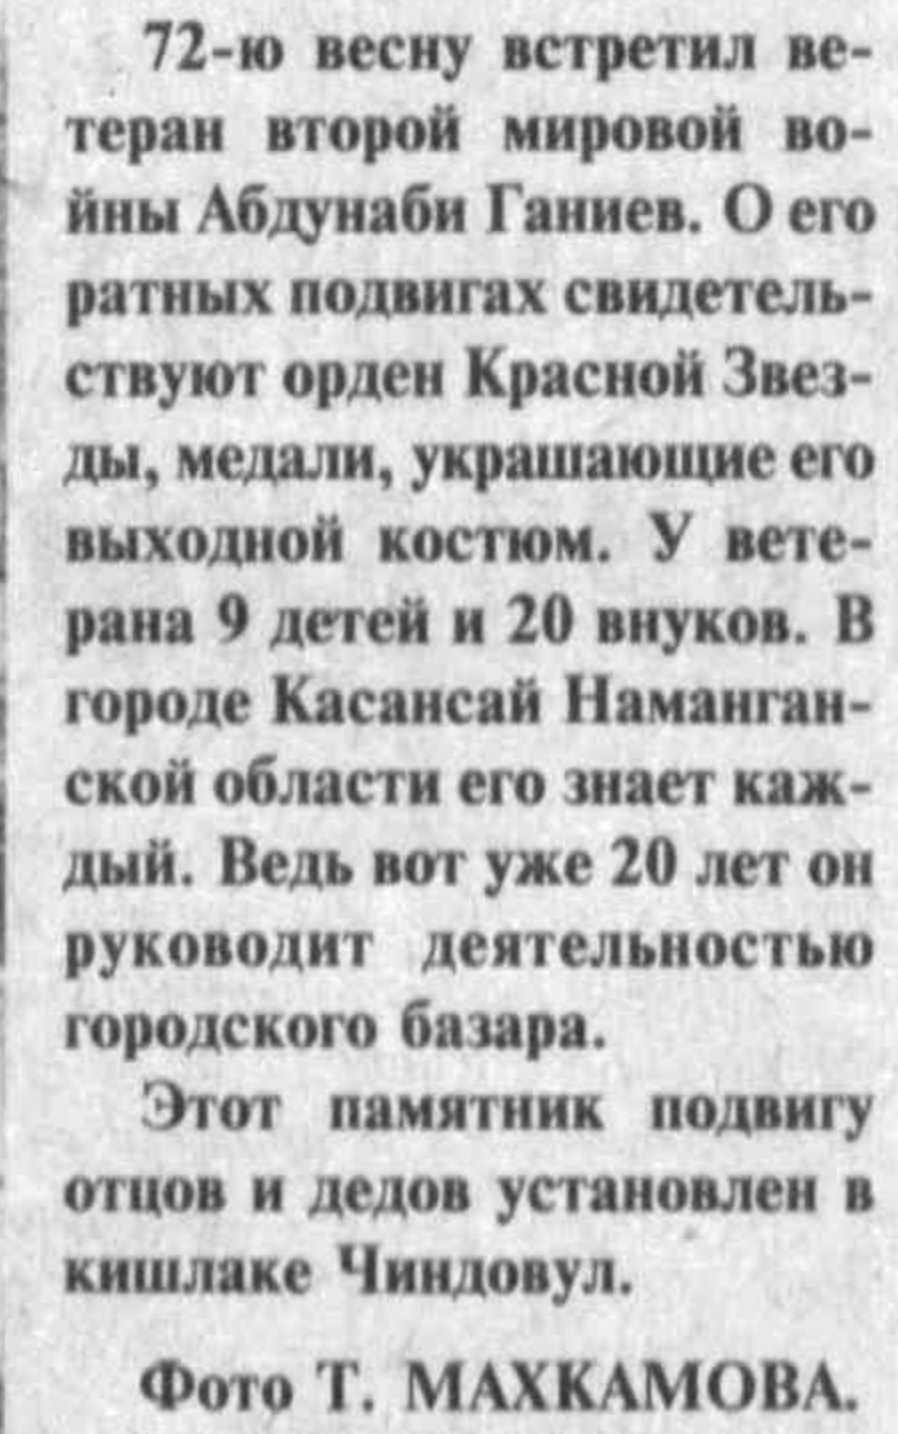 72-ю весну встретил ве-
теран второй мировой во-
йны Абдунаби Ганиев. О его
ратных подвигах свидетель-
ствуют орден Красной Звез-
ды, медали, украшающие его
выходной костюм. У вете-
рана 9 детей и 20 внуков. В
городе Касансай Наманган-
ской области его знает каж-
дый. Ведь вот уже 20 лет он
руководит деятельностью
городского базара.
Этот памятник подвигу
отцов и дедов установлен в
кишлаке Чиндовул.
Фото Т. МАХКАМОВА.